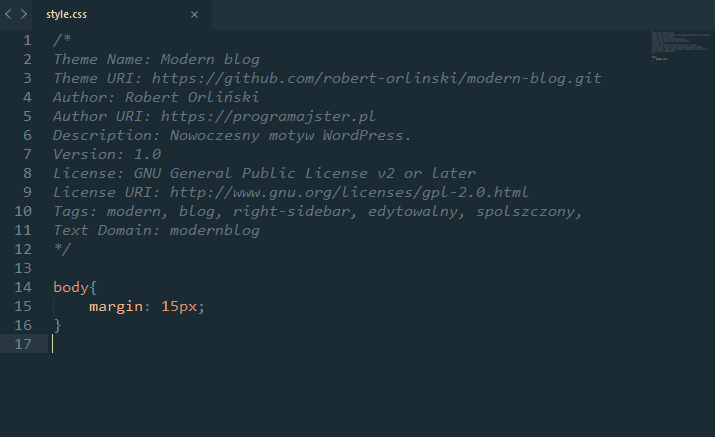 style.css
1 /*
2 Theme Name: Modern blog
3 Theme URI: https://github.com/robert-orlinski/modern-blog.git
4 Author: Robert Orliński
5 Author URI: https://programajster.pl
6 Description: Nowoczesny motyw WordPress.
7 Version: 1.0
8 License: GNU General Public License v2 or later
9 License URI: http://www.gnu.org/licenses/gpl-2.0.html
10 Tags: modern, blog, right-sidebar, edytowalny, spolszczony,
11 Text Domain: modernblog
12 */
13
14 body{
15     margin: 15px;
16 }
17